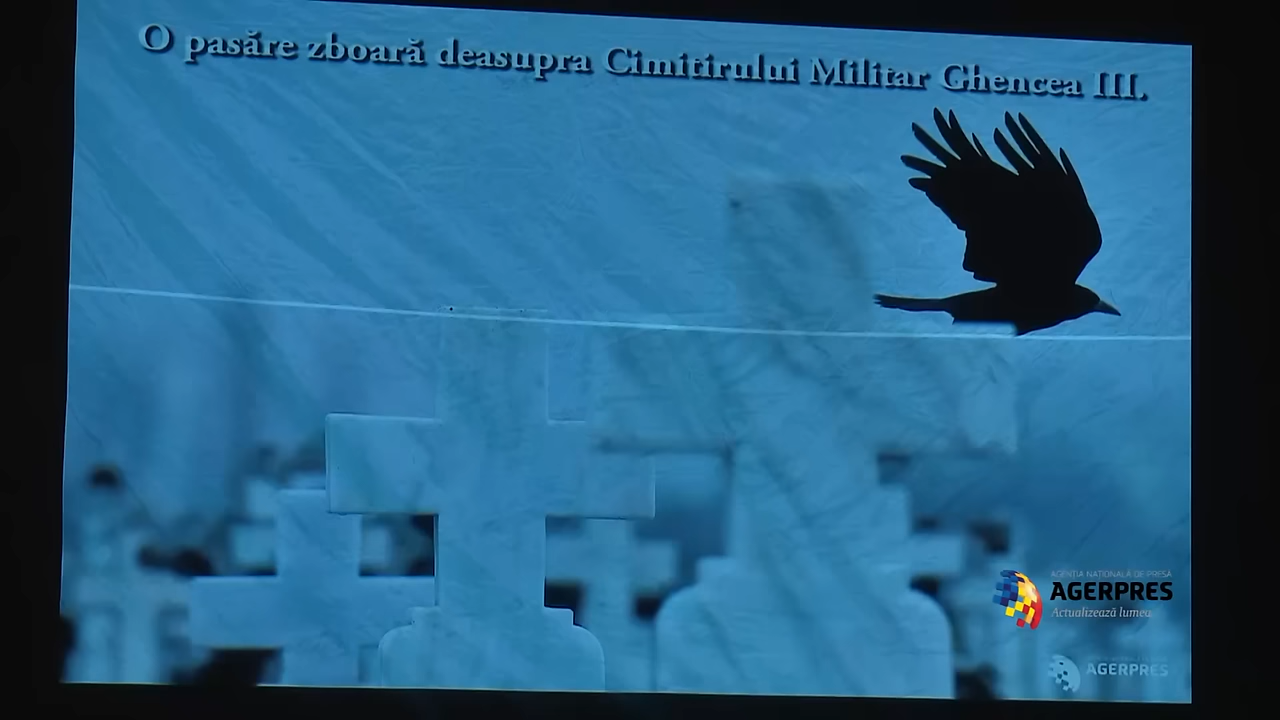 O pasăre zboară deasupra Cimitirului Militar Ghencea III.
AGENȚIA NAȚIONALĂ DE PRESĂ
AGERPRES
Actualizează lumea.
AGERPRES